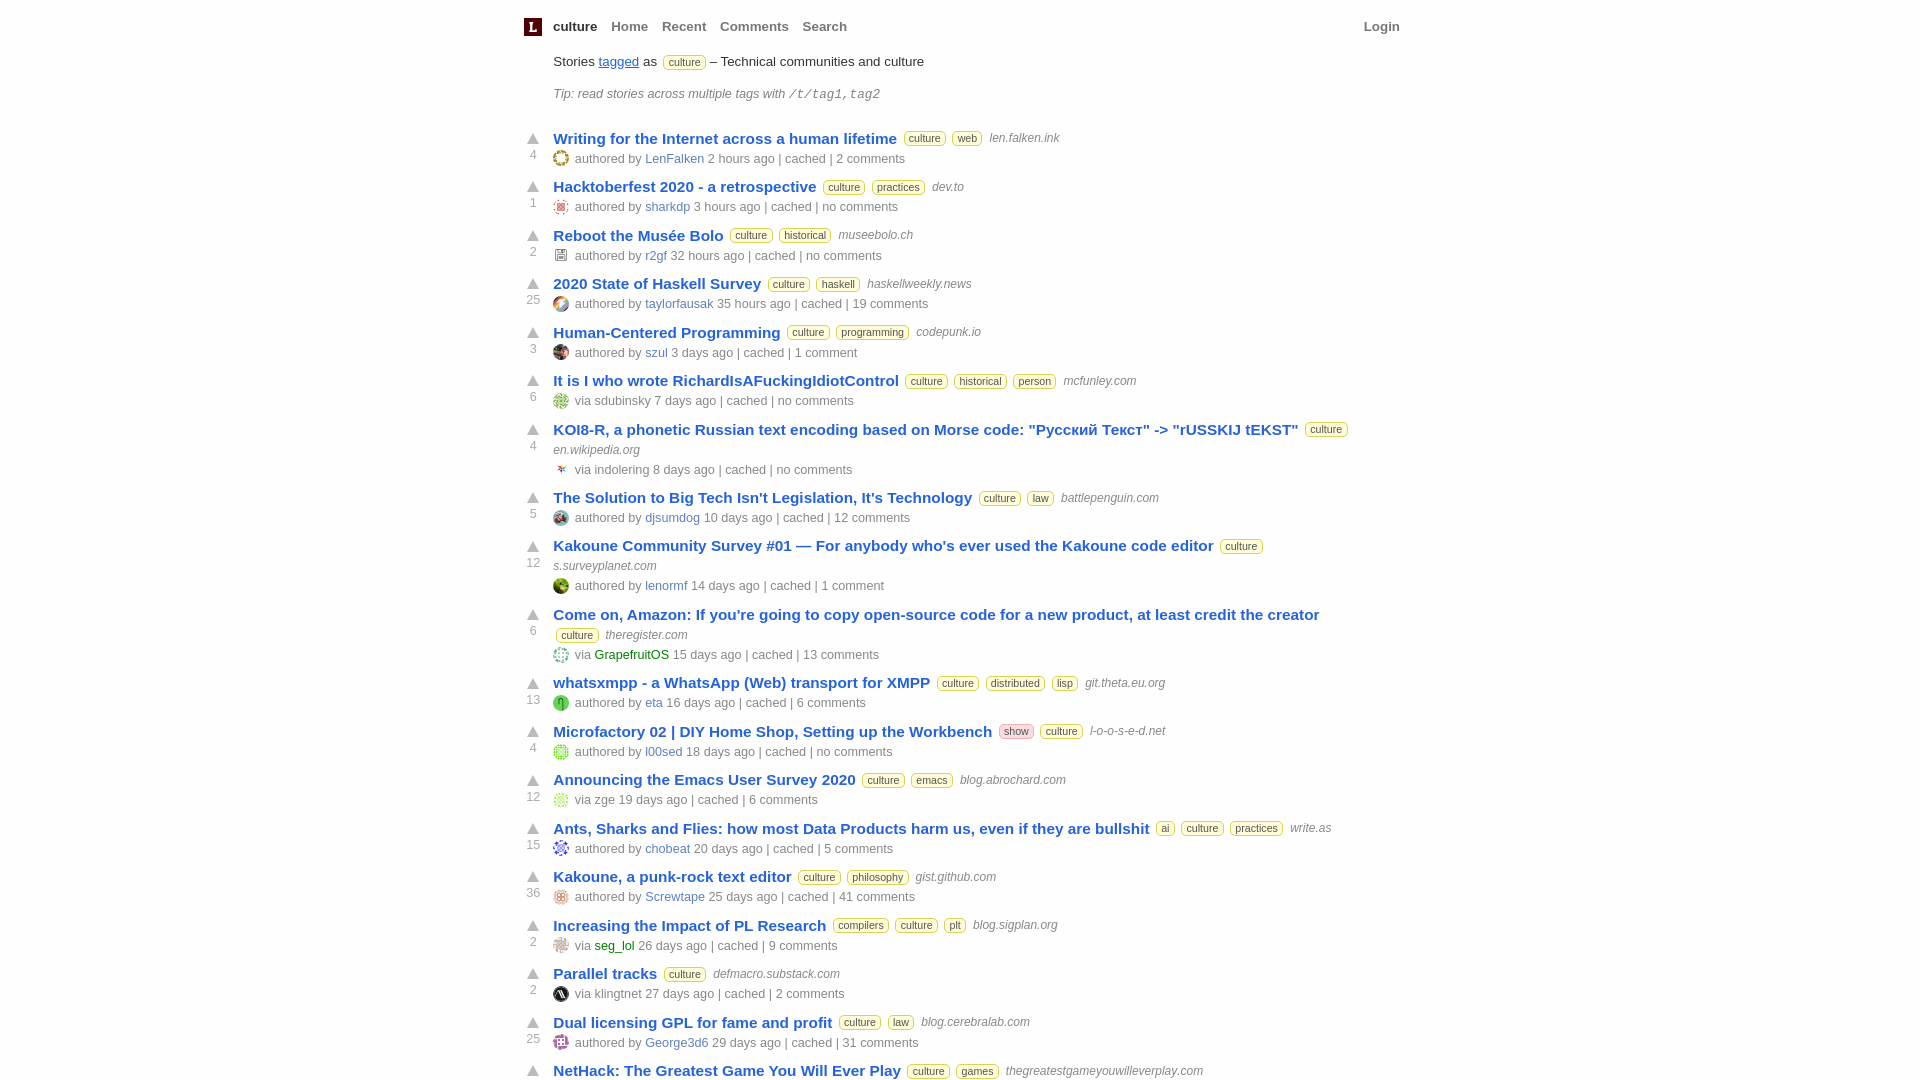 L culture Home Recent Comments Search Login
Stories tagged as culture – Technical communities and culture
Tip: read stories across multiple tags with /t/tag1,tag2
Writing for the Internet across a human lifetime culture web len.falken.ink
4 authored by LenFalken 2 hours ago | cached | 2 comments
Hacktoberfest 2020 - a retrospective culture practices dev.to
1 authored by sharkdp 3 hours ago | cached | no comments
Reboot the Musée Bolo culture historical museebolo.ch
2 authored by r2gf 32 hours ago | cached | no comments
2020 State of Haskell Survey culture haskell haskellweekly.news
25 authored by taylorfausak 35 hours ago | cached | 19 comments
Human-Centered Programming culture programming codepunk.io
3 authored by szul 3 days ago | cached | 1 comment
It is I who wrote RichardIsAFuckingIdiotControl culture historical person mcfunley.com
6 via sdubinsky 7 days ago | cached | no comments
KOI8-R, a phonetic Russian text encoding based on Morse code: "Русский Текст" -> "rUSSKIJ tEKST" culture
4 en.wikipedia.org
via indolering 8 days ago | cached | no comments
The Solution to Big Tech Isn't Legislation, It's Technology culture law battlepenguin.com
5 authored by djsumdog 10 days ago | cached | 12 comments
Kakoune Community Survey #01 — For anybody who's ever used the Kakoune code editor culture
12 s.surveyplanet.com
authored by lenormf 14 days ago | cached | 1 comment
Come on, Amazon: If you're going to copy open-source code for a new product, at least credit the creator
6 culture theregister.com
via GrapefruitOS 15 days ago | cached | 13 comments
whatsxmpp - a WhatsApp (Web) transport for XMPP culture distributed lisp git.theta.eu.org
13 authored by eta 16 days ago | cached | 6 comments
Microfactory 02 | DIY Home Shop, Setting up the Workbench show culture l-o-o-s-e-d.net
4 authored by l00sed 18 days ago | cached | no comments
Announcing the Emacs User Survey 2020 culture emacs blog.abrochard.com
12 via zge 19 days ago | cached | 6 comments
Ants, Sharks and Flies: how most Data Products harm us, even if they are bullshit ai culture practices write.as
15 authored by chobeat 20 days ago | cached | 5 comments
Kakoune, a punk-rock text editor culture philosophy gist.github.com
36 authored by Screwtape 25 days ago | cached | 41 comments
Increasing the Impact of PL Research compilers culture plt blog.sigplan.org
2 via seg_lol 26 days ago | cached | 9 comments
Parallel tracks culture defmacro.substack.com
2 via klingtnet 27 days ago | cached | 2 comments
Dual licensing GPL for fame and profit culture law blog.cerebralab.com
25 authored by George3d6 29 days ago | cached | 31 comments
NetHack: The Greatest Game You Will Ever Play culture games thegreatestgameyouwilleverplay.com